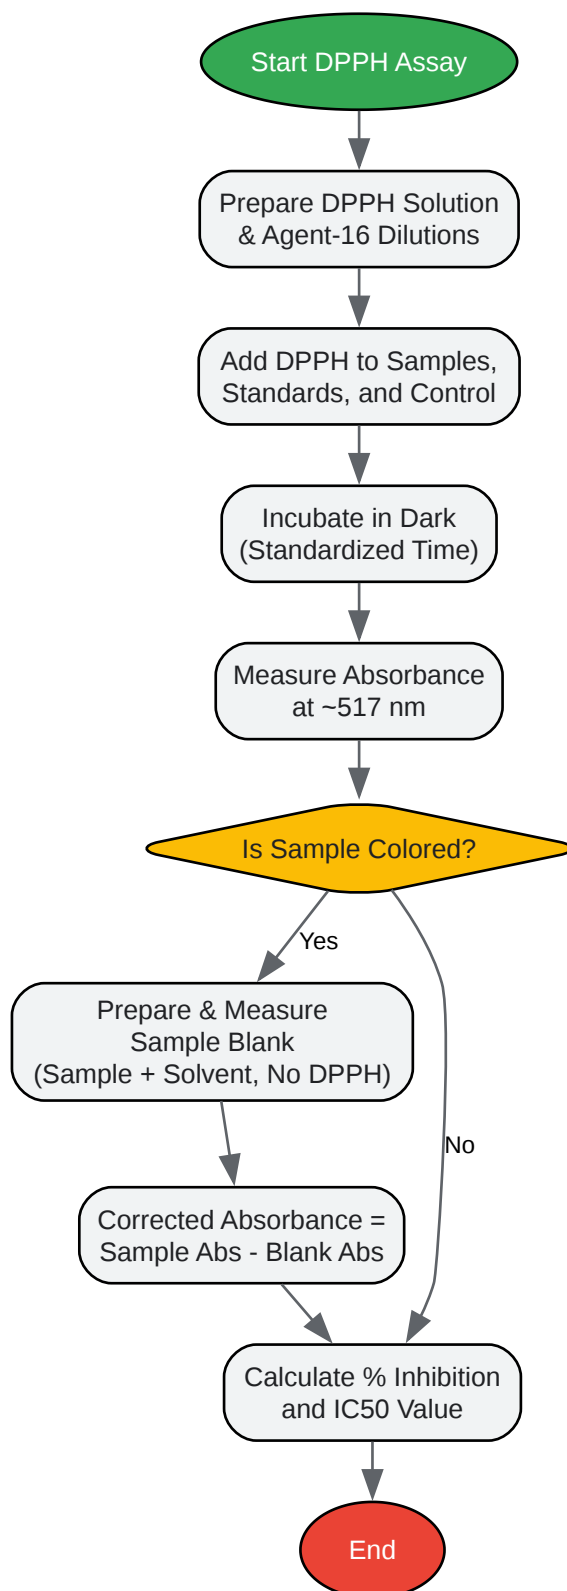 Start DPPH Assay
Prepare DPPH Solution
& Agent-16 Dilutions
Add DPPH to Samples,
Standards, and Control
Incubate in Dark
(Standardized Time)
Measure Absorbance
at ~517 nm
Is Sample Colored?
Yes
Prepare & Measure
Sample Blank
(Sample + Solvent, No DPPH)
No
Corrected Absorbance =
Sample Abs - Blank Abs
Calculate % Inhibition
and IC50 Value
End